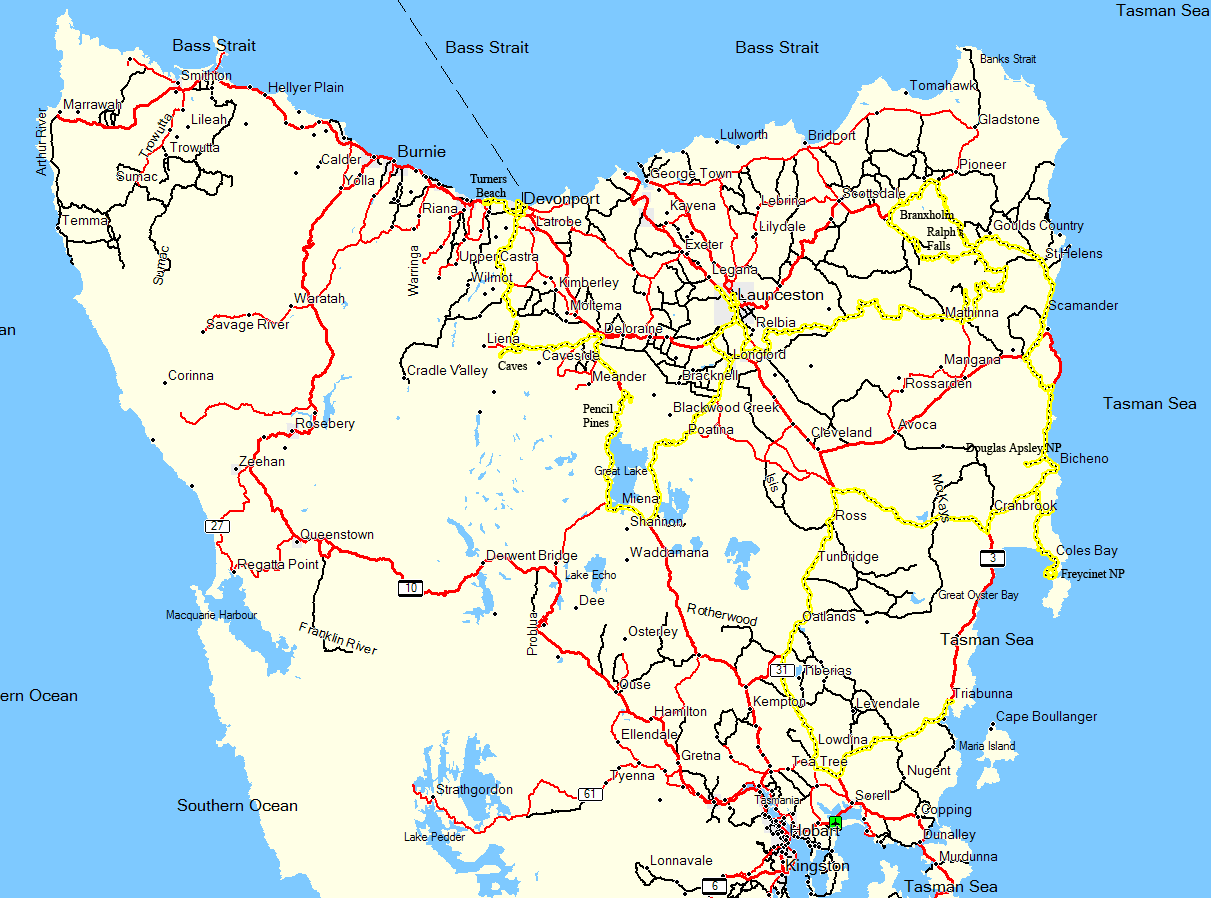 Tasman Sea
Bass Strait
Bass Strait
Bass Strait
Banks Strait
Smithton
Hellyer Plain
Tomahawk
Marrawah
Gladstone
Lileah
Trowutta
Arthur River
Lulworth
Bridport
Trowutta
Burnie
Calder
Pioneer
Sumac
Yolla
Turners
Beach
George Town
Devonport
Scottsdale
Lebrina
Kayena
Riana
Temma
Latrobe
Branxholm
Lilydale
Goulds Country
Ralph
Falls
Exeter
St Helens
Sumac
Warringa
Upper Castra
Legana
Wilmot
Kimberley
Waratah
Launceston
Moltema
Scamander
Mathinna
Savage River
Relbia
an
Deloraine
Liena
Caveside
Longford
Mangana
Caves
Cradle Valley
Corinna
Meander
Bracknell
Rossarden
Pencil
Pines
Blackwood Creek
Tasman Sea
Rosebery
Poatina
Cleveland
Avoca
Douglas Apsley NP
Bicheno
Zeehan
Great Lake
Isis
McKays
Miena
Cranbrook
27
Shannon
Ross
Queenstown
Coles Bay
Derwent Bridge
Waddamana
Tunbridge
3
Regatta Point
Lake Echo
Freycinet NP
10
Great Oyster Bay
Dee
Macquarie Harbour
Rotherwood
Oatlands
Franklin River
Problua
Osterley
Tasman Sea
31
Tiberias
Ouse
ern Ocean
Triabunna
Kempton
Levendale
Hamilton
Cape Boullanger
Ellendale
Lowdina
Maria Island
Gretna
Tea Tree
Nugent
Tyenna
Strathgordon
61
Tasmania
Sorell
Southern Ocean
Copping
Lake Pedder
Hobart
Dunalley
Lonnavale
Kingston
Murdunna
6
Tasman Sea